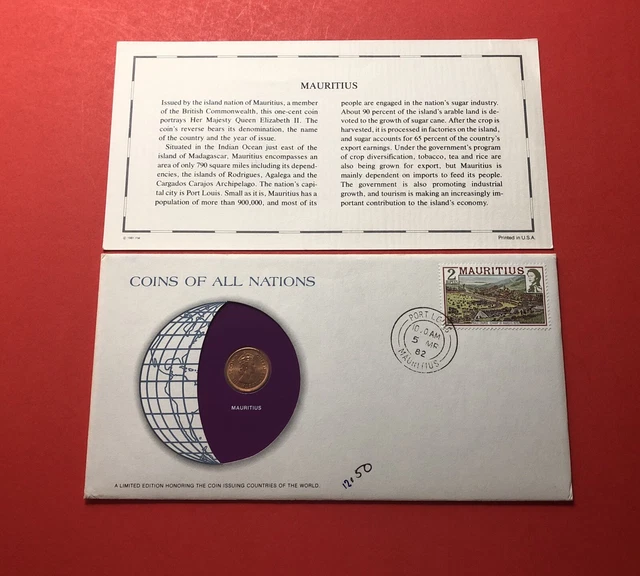 MAURITIUS
Issued by the island nation of Mauritius, a member
of the British Commonwealth, this one-cent coin
portrays Her Majesty Queen Elizabeth II. The
coin's reverse bears its denomination, the name
of the country and the year of issue.
Situated in the Indian Ocean just east of the
island of Madagascar, Mauritius encompasses an
area of only 790 square miles including its depend-
encies, the islands of Rodrigues, Agalega and the
Cargados Carajos Archipelago. The nation's capi-
tal city is Port Louis. Small as it is, Mauritius has a
population of more than 900,000, and most of its
people are engaged in the nation's sugar industry.
About 90 percent of the island's arable land is de-
voted to the growth of sugar cane. After the crop is
harvested, it is processed in factories on the island,
and sugar accounts for 65 percent of the country's
export earnings. Under the government's program
of crop diversification, tobacco, tea and rice are
also being grown for export, but Mauritius is
mainly dependent on imports to feed its people.
The government is also promoting industrial
growth, and tourism is making an increasingly im-
portant contribution to the island's economy.
Printed in U.S.A.
COINS OF ALL NATIONS
2 MAURITIUS
PORT LOUIS
10.0 AM
5 MR
82
MAURITIUS
MAURITIUS
A LIMITED EDITION HONORING THE COIN ISSUING COUNTRIES OF THE WORLD.
12.50